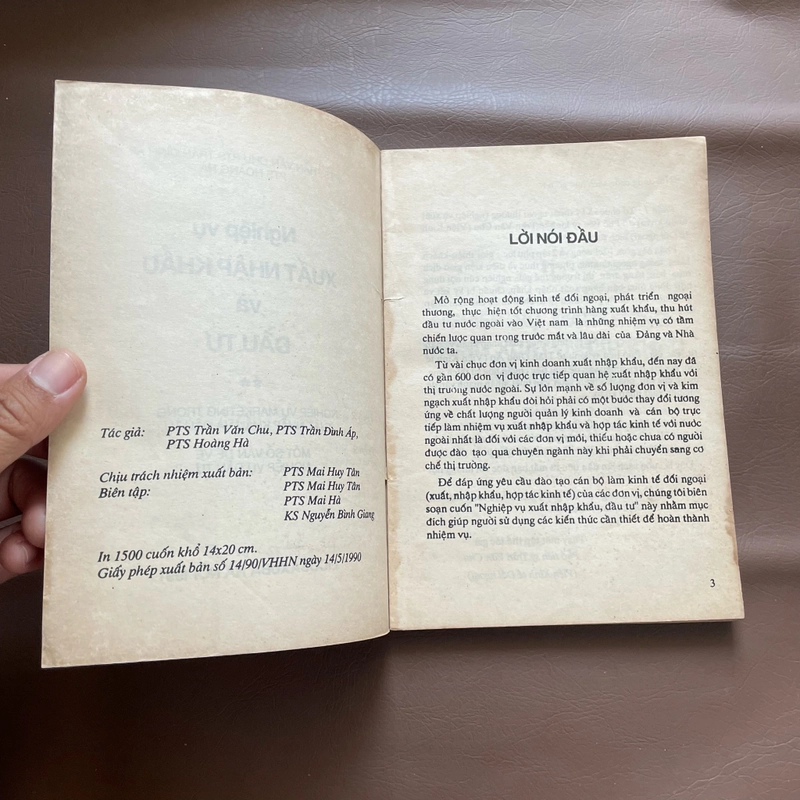 Tác giả: PTS Trần Văn Chu, PTS Trần Đình Áp,
PTS Hoàng Hà
Chịu trách nhiệm xuất bản: PTS Mai Huy Tân
Biên tập: PTS Mai Huy Tân
PTS Mai Hà
KS Nguyễn Bình Giang
In 1500 cuốn khổ 14x20 cm.
Giấy phép xuất bản số 14/90/VHHN ngày 14/5/1990
LỜI NÓI ĐẦU
Mở rộng hoạt động kinh tế đối ngoại, phát triển ngoại
thương, thực hiện tốt chương trình hàng xuất khẩu, thu hút
đầu tư nước ngoài vào Việt nam là những nhiệm vụ có tầm
chiến lược quan trọng trước mắt và lâu dài của Đảng và Nhà
nước ta.
Từ vài chục đơn vị kinh doanh xuất nhập khẩu, đến nay đã
có gần 600 đơn vị được trực tiếp quan hệ xuất nhập khẩu với
thị trường nước ngoài. Sự lớn mạnh về số lượng đơn vị và kim
ngạch xuất nhập khẩu đòi hỏi phải có một bước thay đổi tương
ứng về chất lượng người quản lý kinh doanh và cán bộ trực
tiếp làm nhiệm vụ xuất nhập khẩu và hợp tác kinh tế với nước
ngoài nhất là đối với các đơn vị mới, thiếu hoặc chưa có người
được đào tạo qua chuyên ngành này khi phải chuyển sang cơ
chế thị trường.
Để đáp ứng yêu cầu đào tạo cán bộ làm kinh tế đối ngoại
(xuất, nhập khẩu, hợp tác kinh tế) của các đơn vị, chúng tôi biên
soạn cuốn "Nghiệp vụ xuất nhập khẩu, đầu tư" này nhằm mục
đích giúp người sử dụng các kiến thức cần thiết để hoàn thành
nhiệm vụ.
3